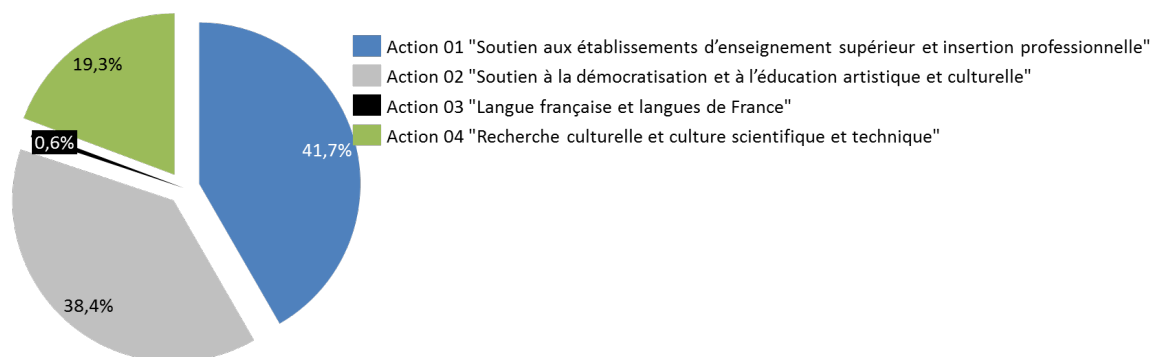 19,3%
0,6%
41,7%
38,4%
Action 01 "Soutien aux établissements d’enseignement supérieur et insertion professionnelle"
Action 02 "Soutien à la démocratisation et à l’éducation artistique et culturelle"
Action 03 "Langue française et langues de France"
Action 04 "Recherche culturelle et culture scientifique et technique"